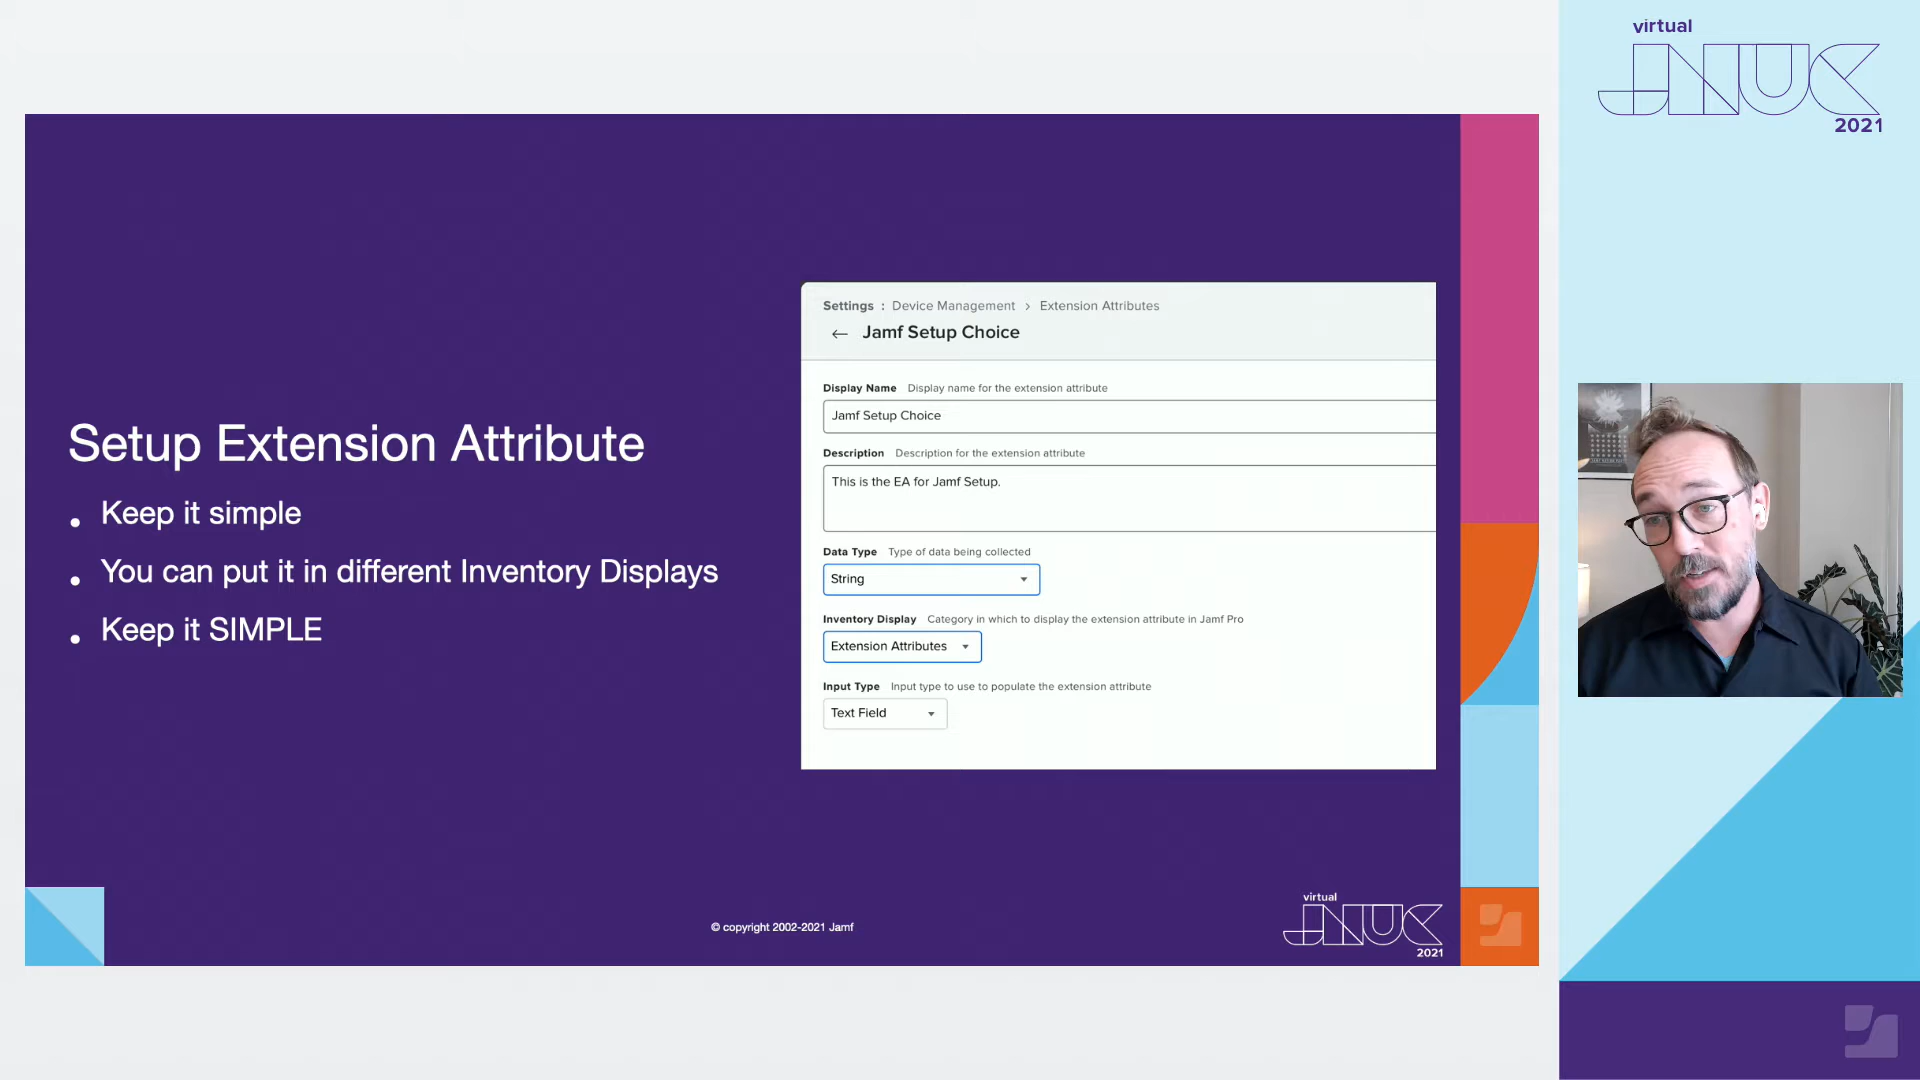 Setup Extension Attribute
Keep it simple
You can put it in different Inventory Displays
Keep it SIMPLE
Settings : Device Management > Extension Attributes
← Jamf Setup Choice
Display Name Display name for the extension attribute
Jamf Setup Choice
Description Description for the extension attribute
This is the EA for Jamf Setup.
Data Type Type of data being collected
String
Inventory Display Category in which to display the extension attribute in Jamf Pro
Extension Attributes
Input Type Input type to use to populate the extension attribute
Text Field
© copyright 2002-2021 Jamf
virtual
JNUC
2021
virtual
JNUC
2021